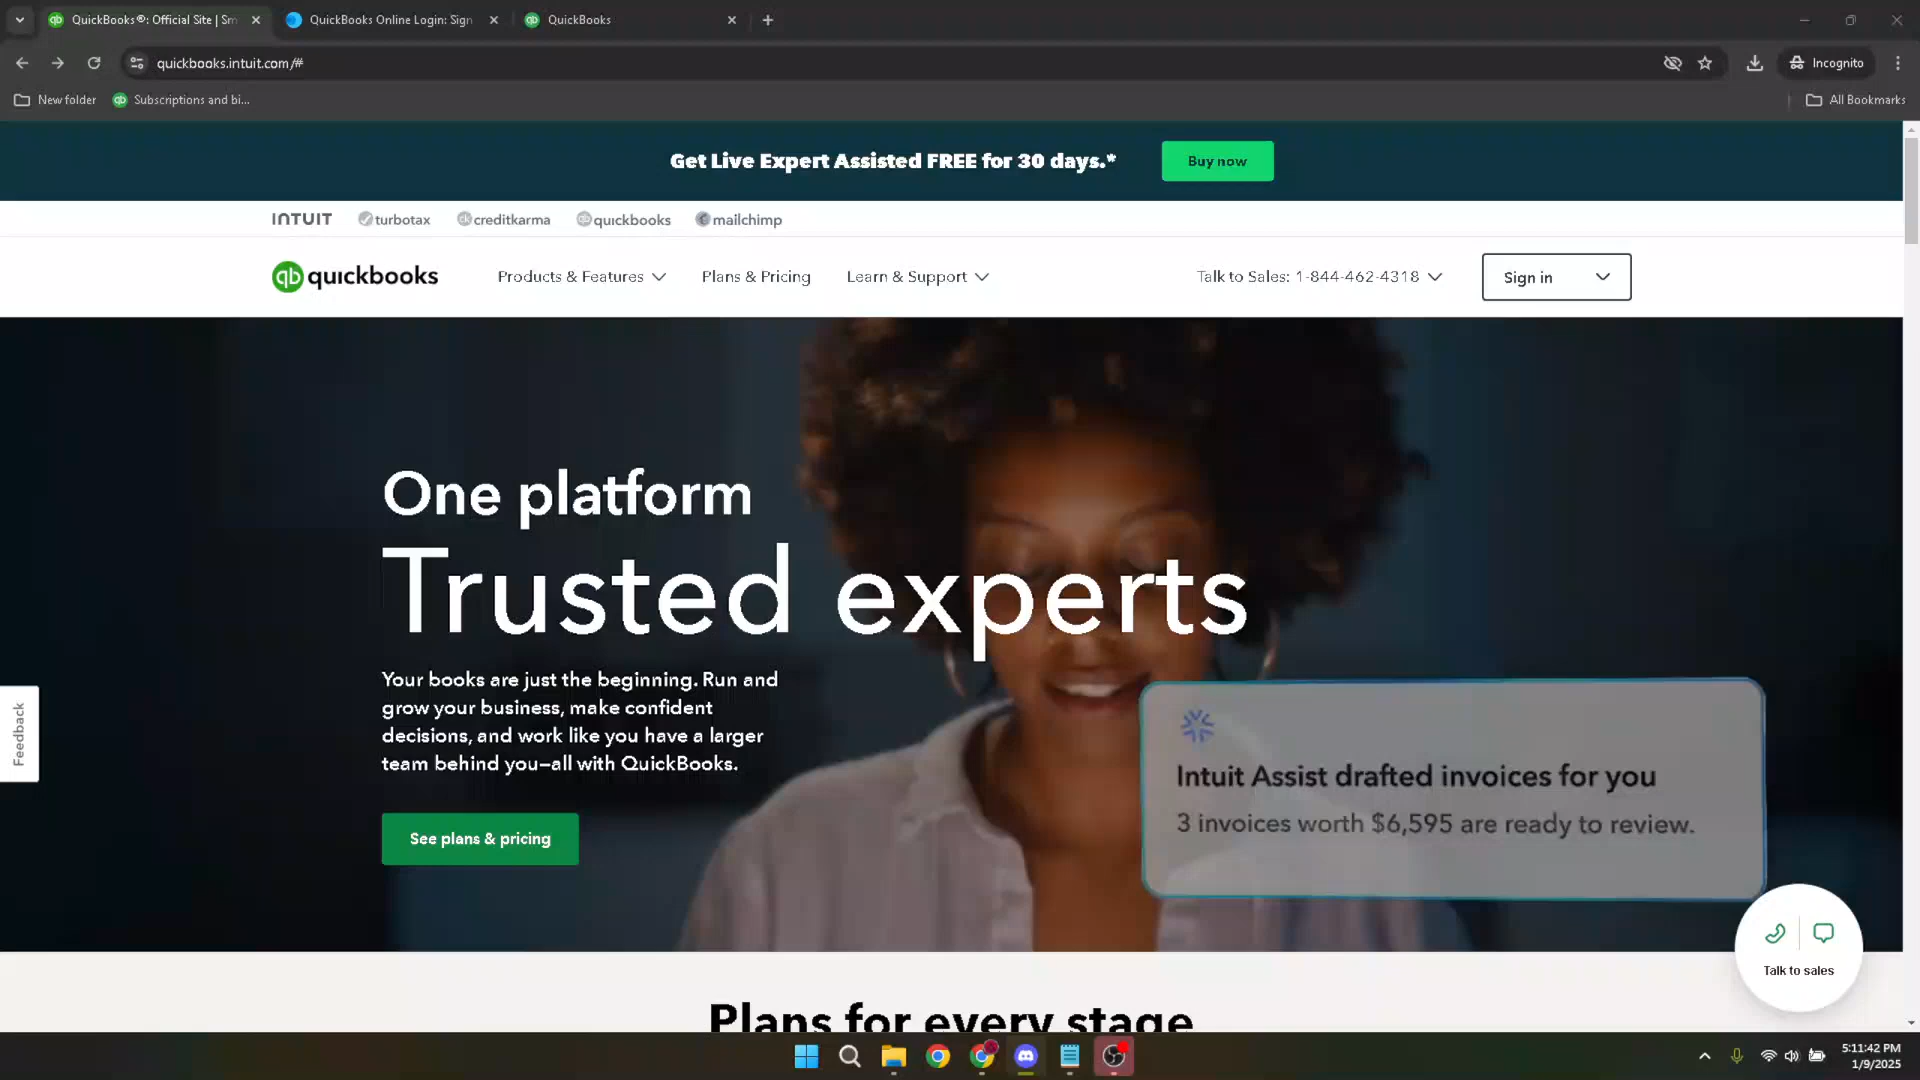 QuickBooks®: Official Site | Sm
QuickBooks Online Login: Sign
QuickBooks
quickbooks.intuit.com/#
Incognito
New folder
Subscriptions and bi...
All Bookmarks
Get Live Expert Assisted FREE for 30 days.*
Buy now
INTUIT
turbotax
creditkarma
quickbooks
mailchimp
quickbooks
Products & Features
Plans & Pricing
Learn & Support
Talk to Sales: 1-844-462-4318
Sign in
One platform
Trusted experts
Your books are just the beginning. Run and
grow your business, make confident
decisions, and work like you have a larger
team behind you—all with QuickBooks.
See plans & pricing
Feedback
Intuit Assist drafted invoices for you
3 invoices worth $6,595 are ready to review.
Talk to sales
Plans for every stage
5:11:42 PM
1/9/2025